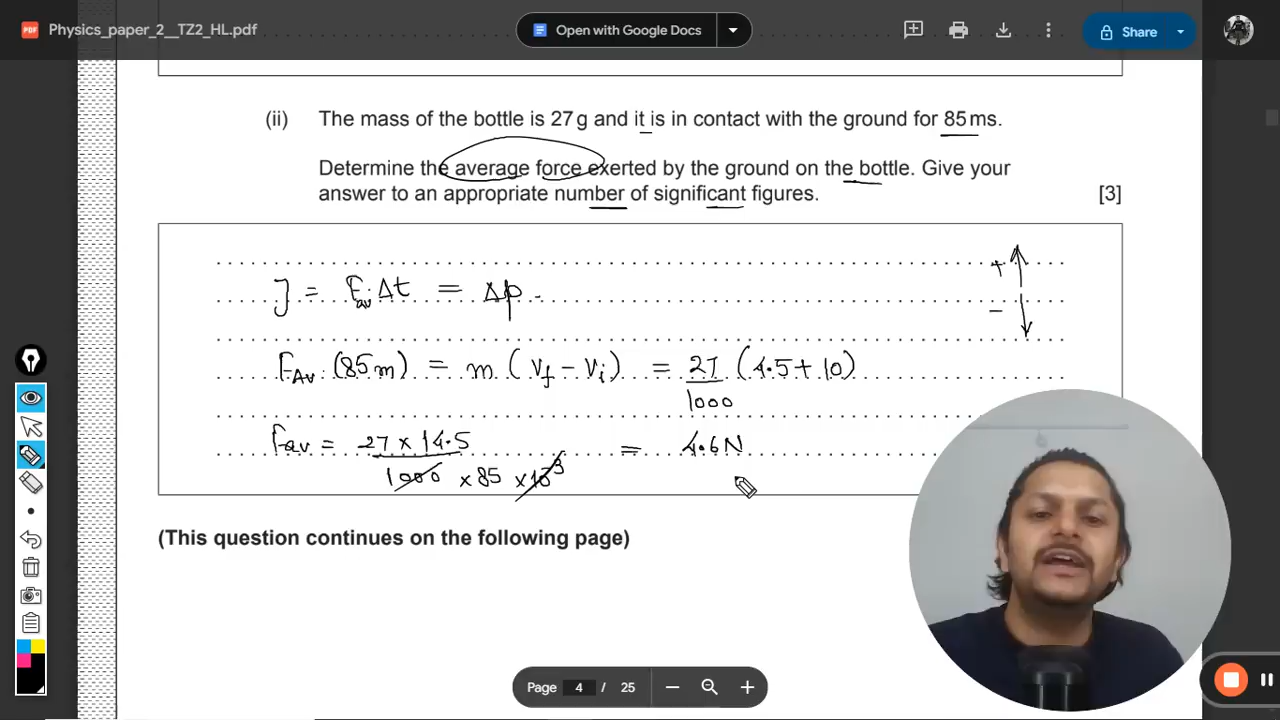 Physics_paper_2__TZ2_HL.pdf
Open with Google Docs
Share
(ii) The mass of the bottle is 27 g and it is in contact with the ground for 85 ms.
Determine the average force exerted by the ground on the bottle. Give your
answer to an appropriate number of significant figures. [3]
+
J = Fav Δt = Δp.
-
FAv (85m) = m (vf - vi) = 27/1000 (4.5 + 10)
Fav = 27 × 14.5 / 1000 × 85 × 10^-3 = 4.6N
(This question continues on the following page)
Page 4 / 25